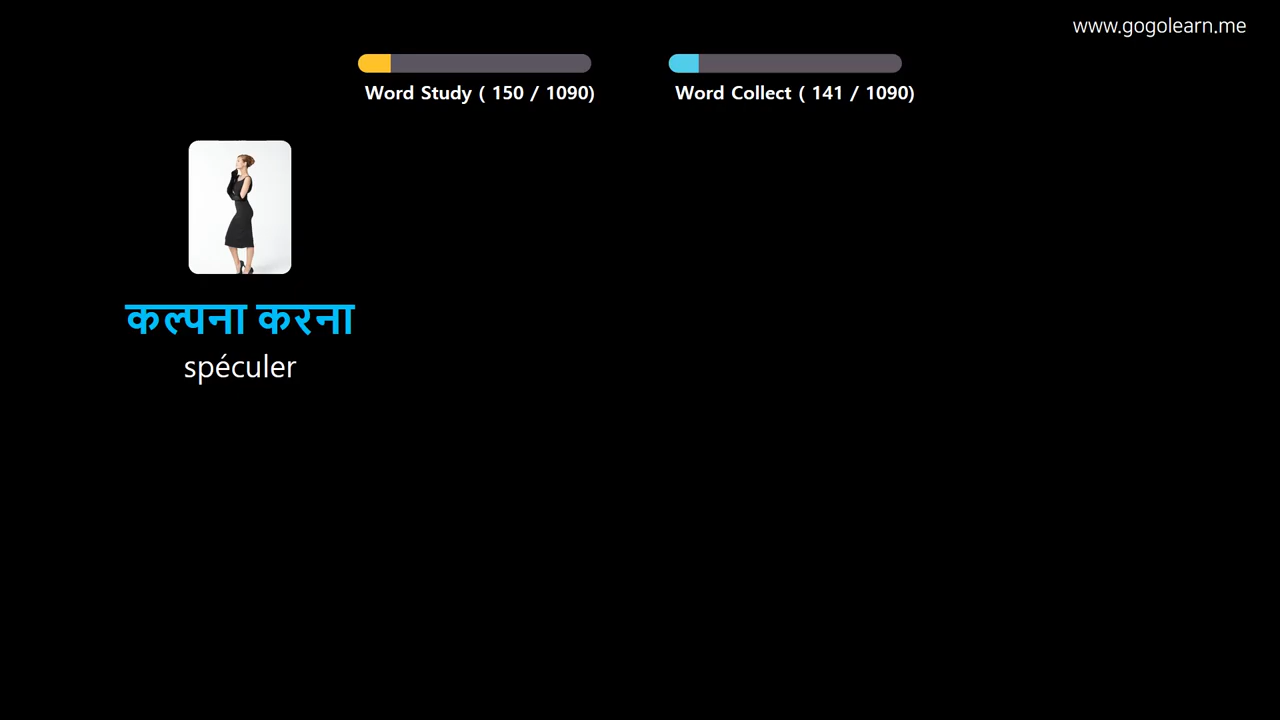 www.gogolearn.me
Word Study ( 150 / 1090)
Word Collect ( 141 / 1090)
कल्पना करना
spéculer